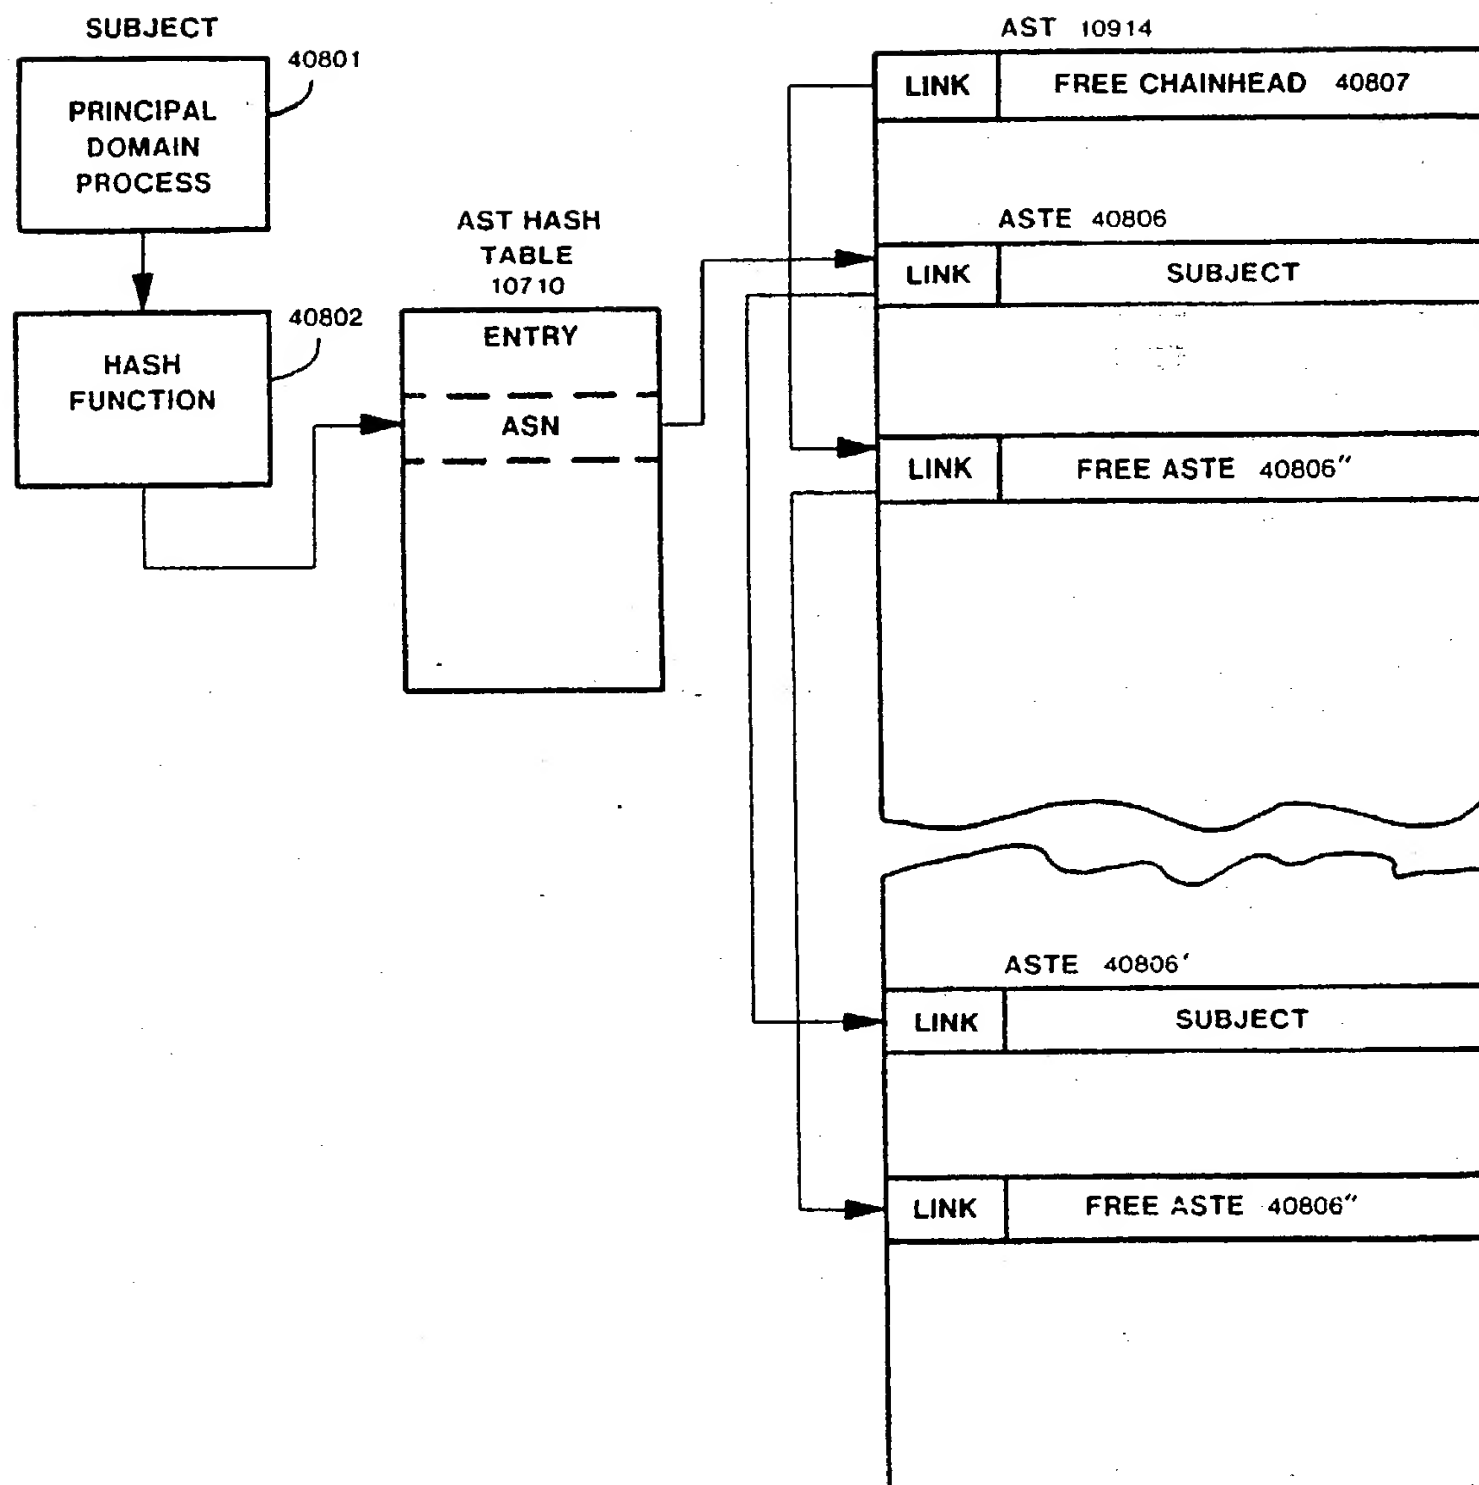 SUBJECT
40801
PRINCIPAL
DOMAIN
PROCESS
40802
HASH
FUNCTION
AST HASH
TABLE
10710
ENTRY
ASN
AST 10914
LINK FREE CHAINHEAD 40807
ASTE 40806
LINK SUBJECT
LINK FREE ASTE 40806″
ASTE 40806′
LINK SUBJECT
LINK FREE ASTE 40806″